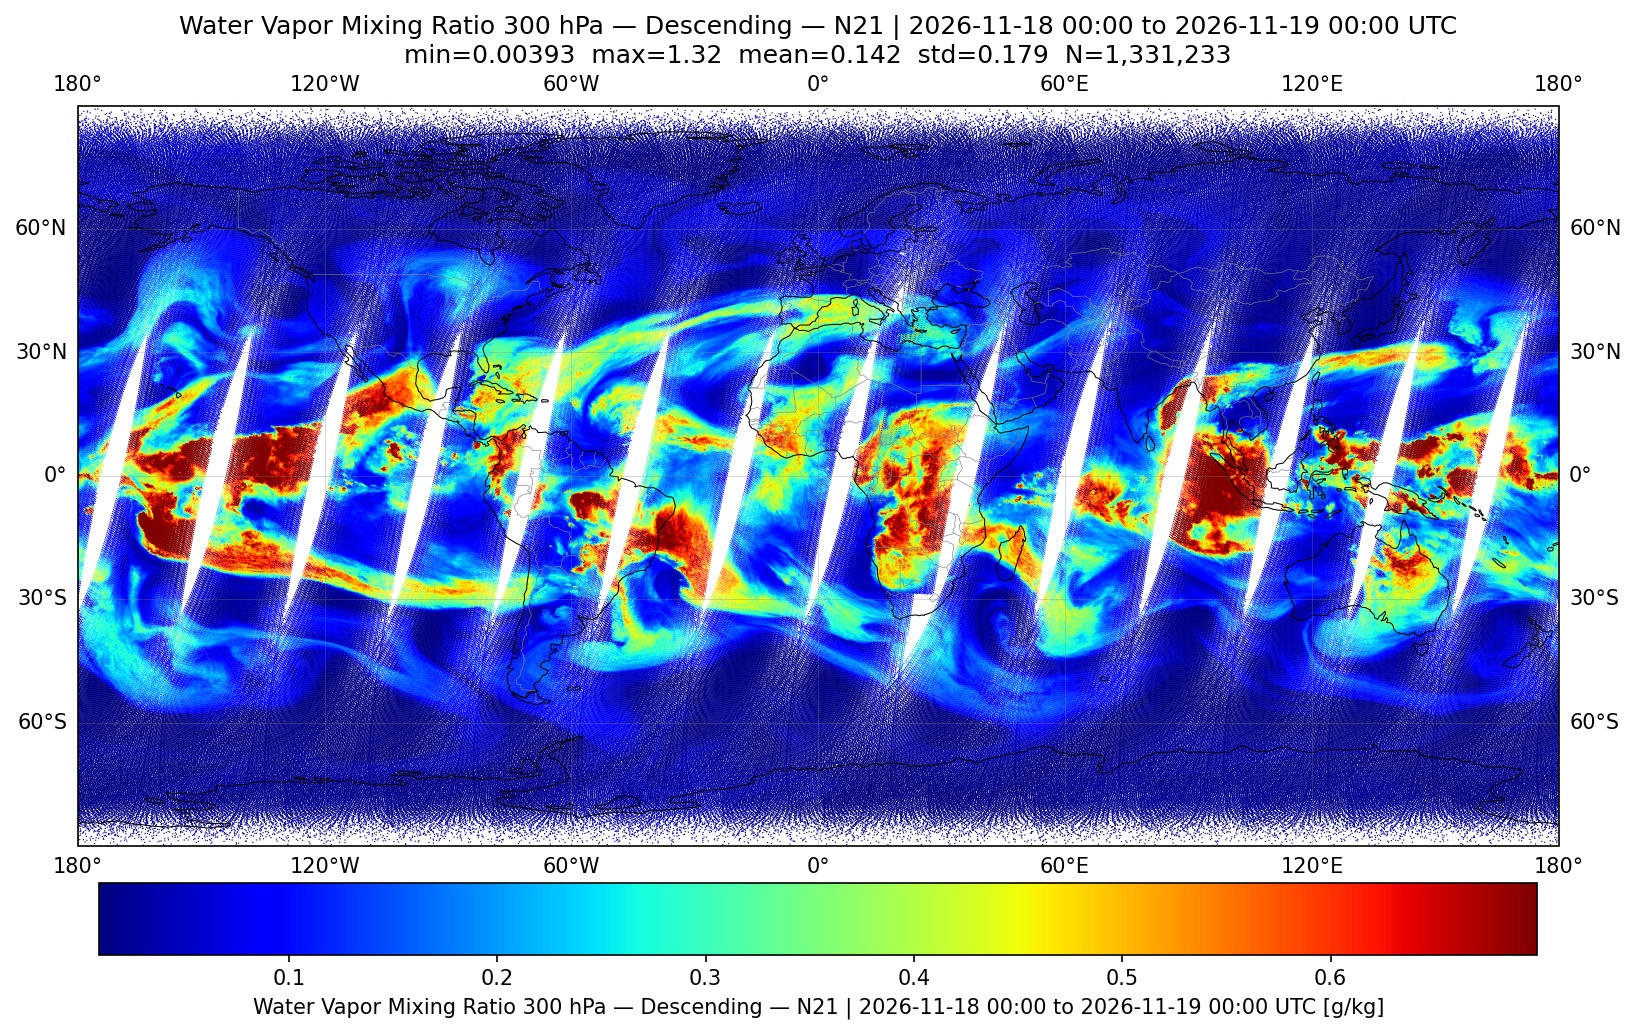 Water Vapor Mixing Ratio 300 hPa — Descending — N21 | 2026-11-18 00:00 to 2026-11-19 00:00 UTC
min=0.00393 max=1.32 mean=0.142 std=0.179 N=1,331,233
180° 120°W 60°W 0° 60°E 120°E 180°
60°N 60°N
30°N 30°N
0° 0°
30°S 30°S
60°S 60°S
180° 120°W 60°W 0° 60°E 120°E 180°
0.1 0.2 0.3 0.4 0.5 0.6
Water Vapor Mixing Ratio 300 hPa — Descending — N21 | 2026-11-18 00:00 to 2026-11-19 00:00 UTC [g/kg]